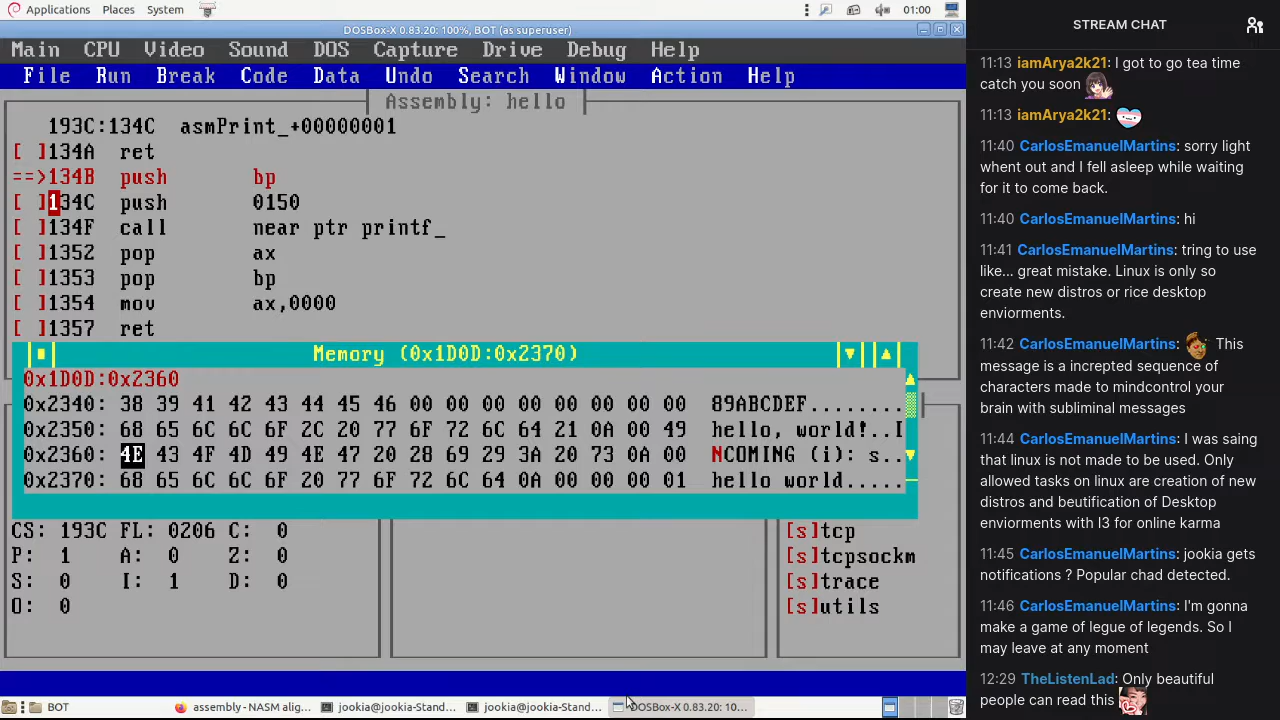 Applications Places System 01:00
DOSBox-X 0.83.20: 100%, BOT (as superuser)
Main CPU Video Sound DOS Capture Drive Debug Help
File Run Break Code Data Undo Search Window Action Help
Assembly: hello
193C:134C asmPrint_+00000001
[ ]134A ret
==>134B push bp
[ ]134C push 0150
[ ]134F call near ptr printf_
[ ]1352 pop ax
[ ]1353 pop bp
[ ]1354 mov ax,0000
[ ]1357 ret
Memory (0x1D0D:0x2370)
0x1D0D:0x2360
0x2340: 38 39 41 42 43 44 45 46 00 00 00 00 00 00 00 00 89ABCDEF........
0x2350: 68 65 6C 6C 6F 2C 20 77 6F 72 6C 64 21 0A 00 49 hello, world!..I
0x2360: 4E 43 4F 4D 49 4E 47 20 28 69 29 3A 20 73 0A 00 NCOMING (i): s..
0x2370: 68 65 6C 6C 6F 20 77 6F 72 6C 64 0A 00 00 00 01 hello world.....
CS: 193C FL: 0206 C: 0
P: 1 A: 0 Z: 0
S: 0 I: 1 D: 0
O: 0
[s]tcp
[s]tcpsockm
[s]trace
[s]utils
BOT
assembly - NASM alig...
jookia@jookia-Stand...
jookia@jookia-Stand...
DOSBox-X 0.83.20: 10...
STREAM CHAT
11:13 iamArya2k21: I got to go tea time
catch you soon
11:13 iamArya2k21:
11:40 CarlosEmanuelMartins: sorry light
whent out and I fell asleep while waiting
for it to come back.
11:40 CarlosEmanuelMartins: hi
11:41 CarlosEmanuelMartins: tring to use
like... great mistake. Linux is only so
create new distros or rice desktop
enviorments.
11:42 CarlosEmanuelMartins: This
message is a increpted sequence of
characters made to mindcontrol your
brain with subliminal messages
11:44 CarlosEmanuelMartins: I was saing
that linux is not made to be used. Only
allowed tasks on linux are creation of new
distros and beutification of Desktop
enviorments with I3 for online karma
11:45 CarlosEmanuelMartins: jookia gets
notifications ? Popular chad detected.
11:46 CarlosEmanuelMartins: I'm gonna
make a game of legue of legends. So I
may leave at any moment
12:29 TheListenLad: Only beautiful
people can read this